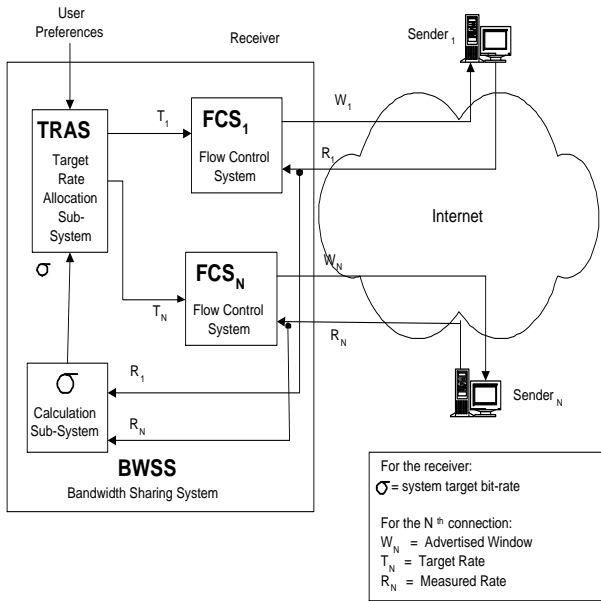 User
Preferences
Receiver
Sender 1
TRAS
Target
Rate
Allocation
Sub-
System
T1
FCS1
Flow Control
System
W1
R1
Internet
σ
FCSN
Flow Control
System
TN
WN
RN
σ
Calculation
Sub-System
R1
RN
Sender N
BWSS
Bandwidth Sharing System
For the receiver:
σ = system target bit-rate
For the N th connection:
WN = Advertised Window
TN = Target Rate
RN = Measured Rate